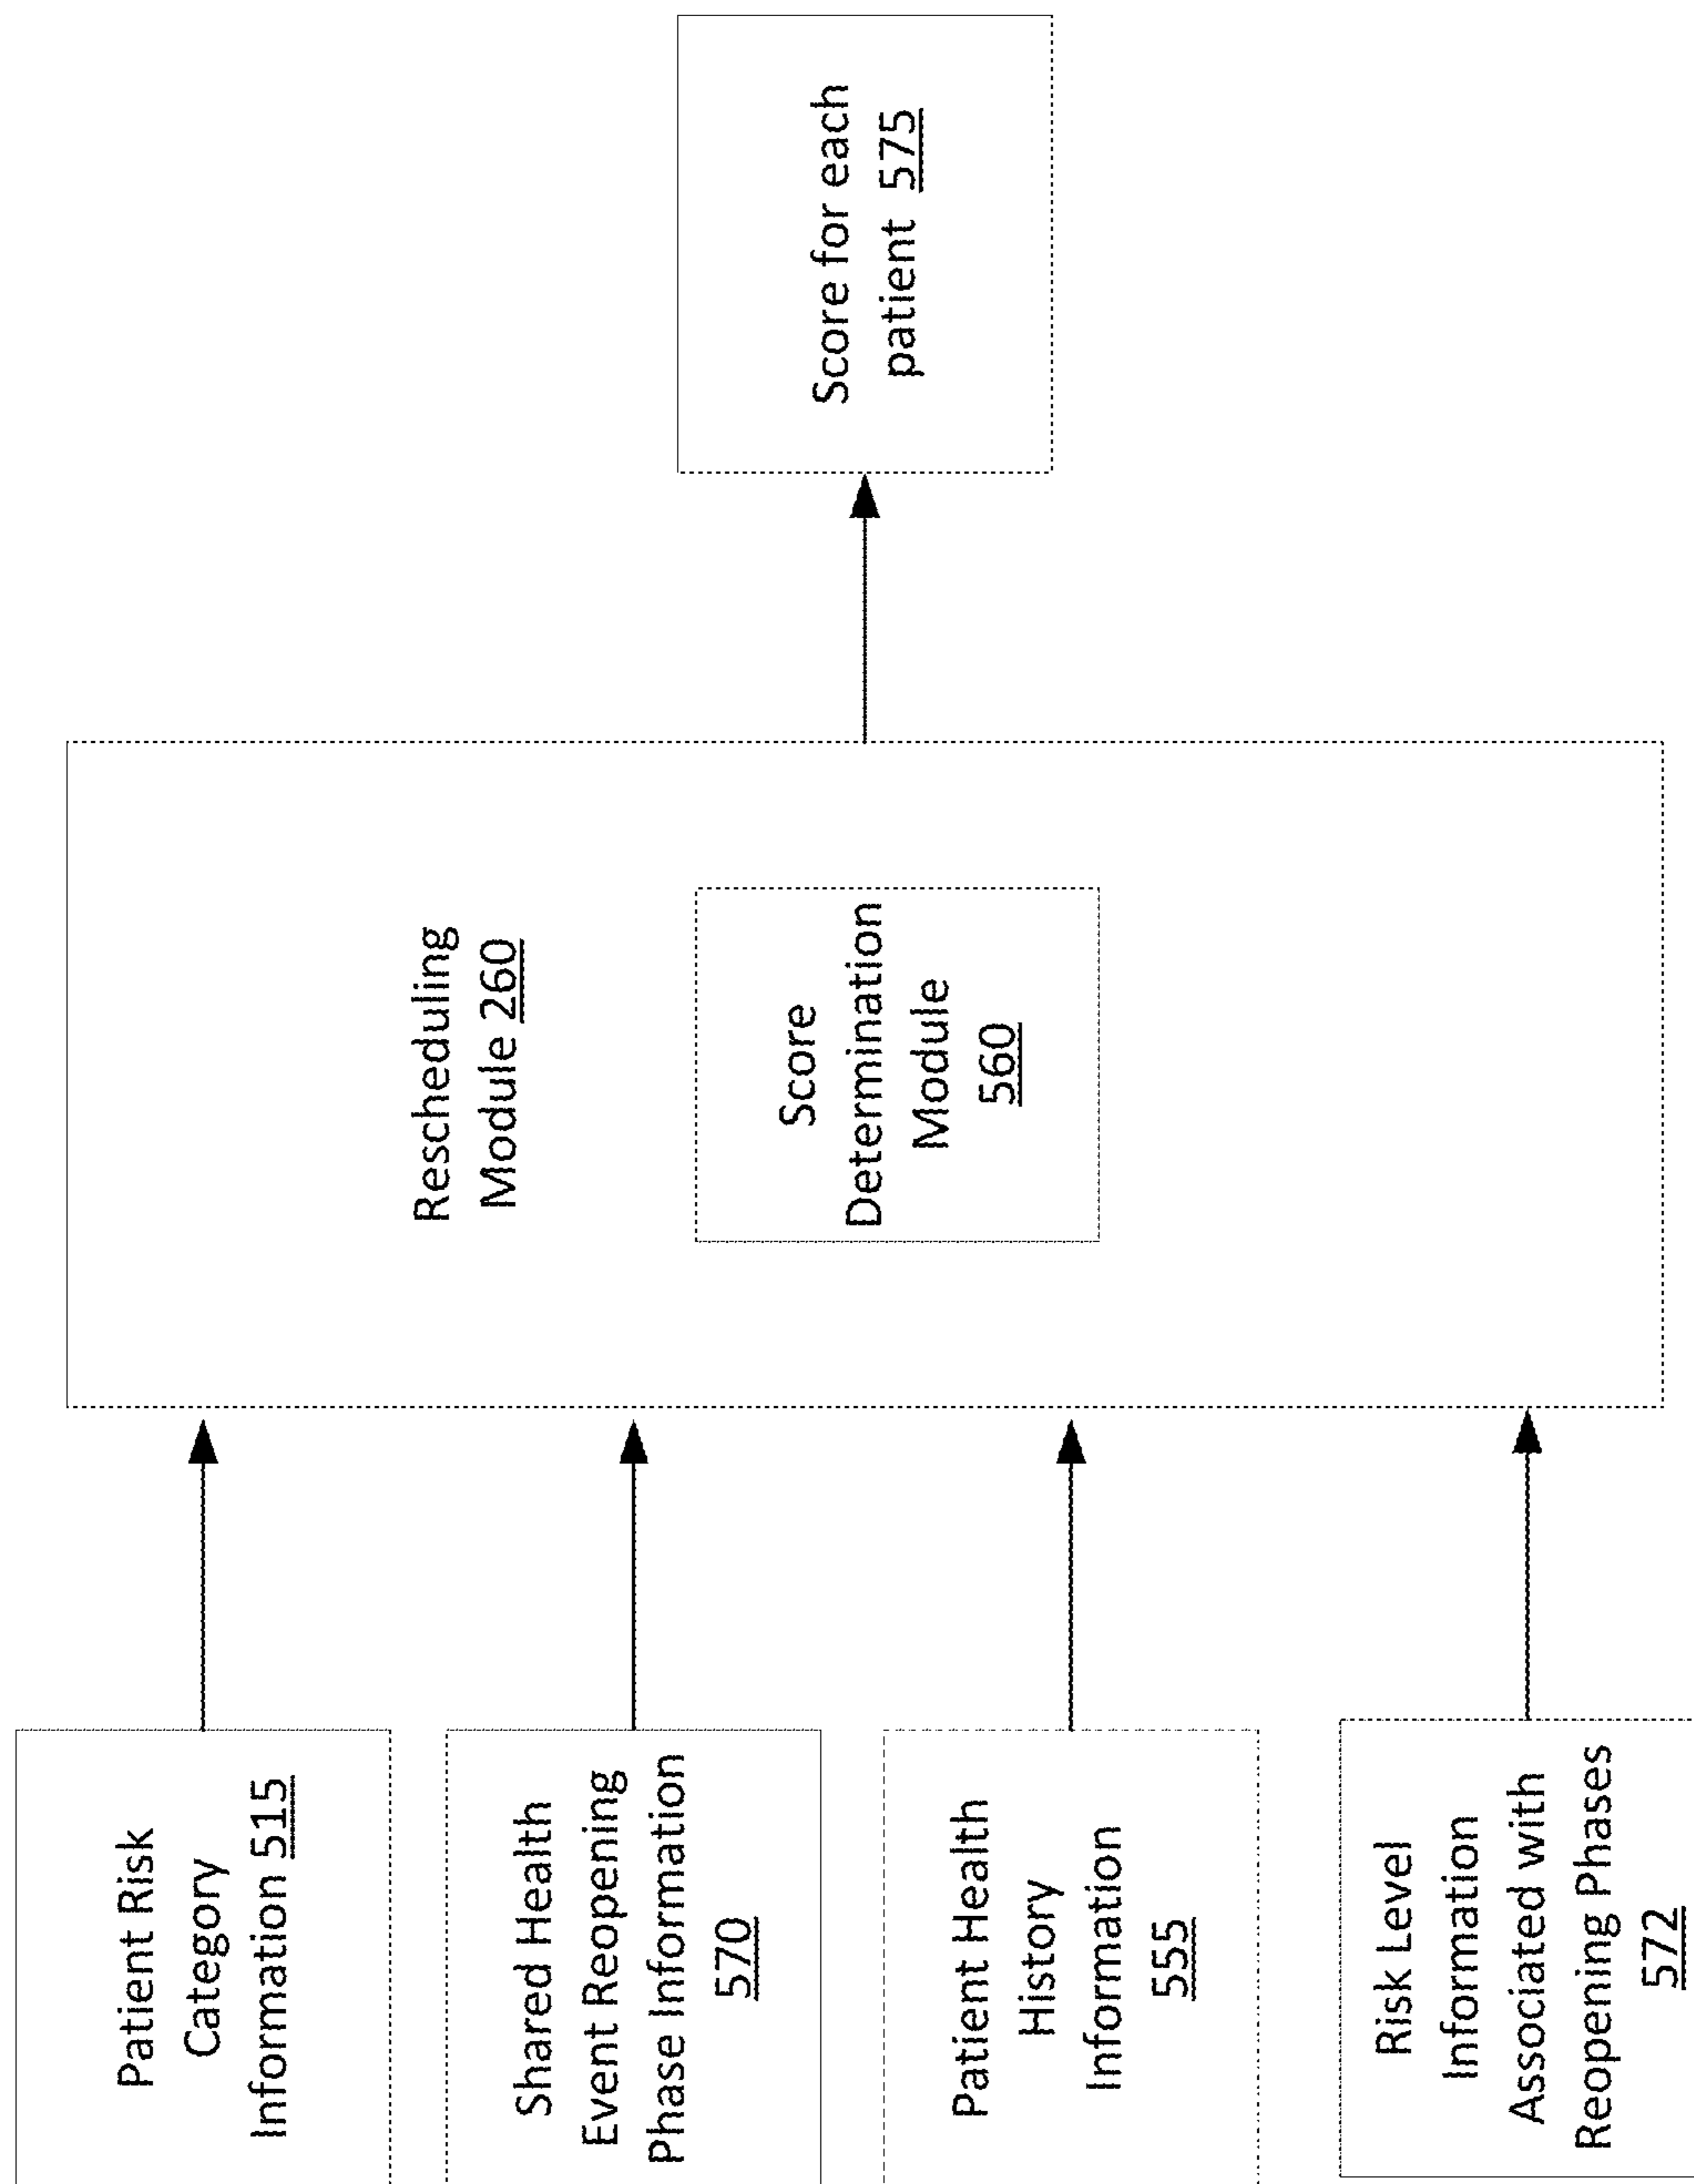 Patient Risk
Category
Information 515
Shared Health
Event Reopening
Phase Information
570
Patient Health
History
Information
555
Risk Level
Information
Associated with
Reopening Phases
572
Rescheduling
Module 260
Score
Determination
Module
560
Score for each
patient 575